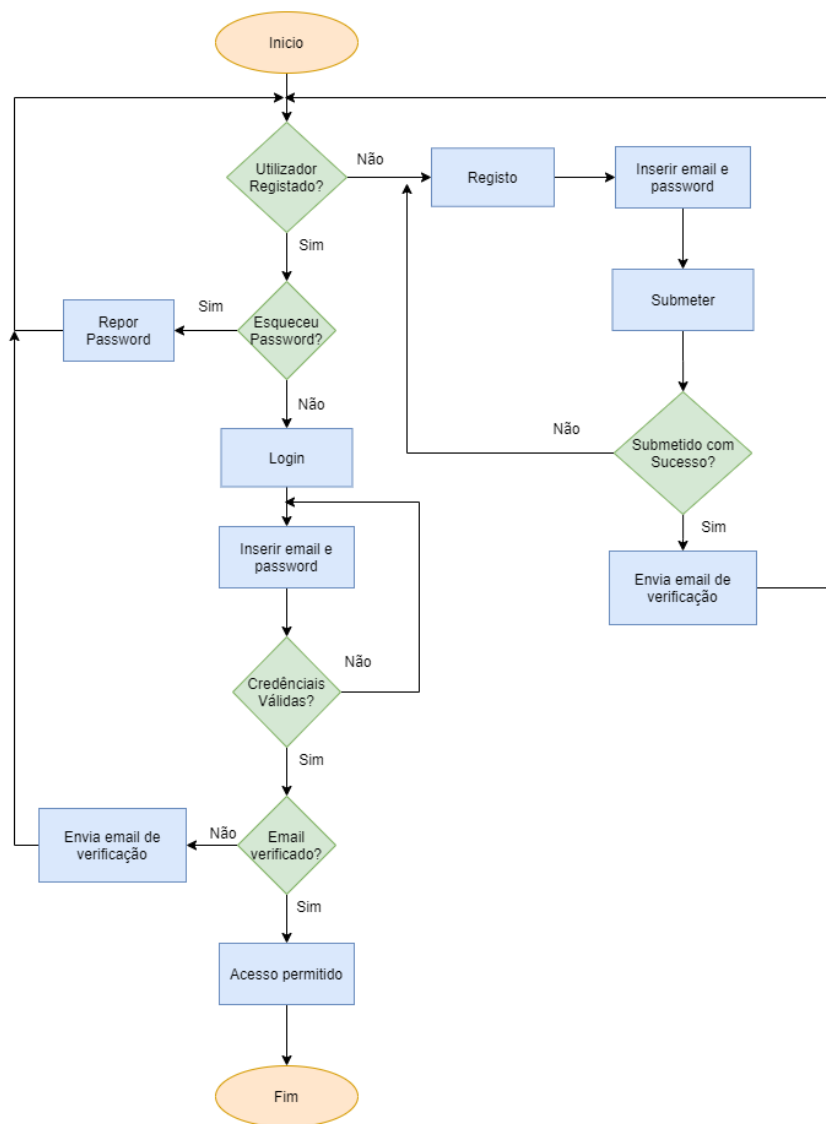 Inicio
Utilizador
Registado?
Não
Registo
Inserir email e
password
Sim
Submeter
Repor
Password
Sim
Esqueceu
Password?
Não
Não
Submetido com
Sucesso?
Login
Sim
Inserir email e
password
Envia email de
verificação
Não
Credênciais
Válidas?
Sim
Envia email de
verificação
Não
Email
verificado?
Sim
Acesso permitido
Fim